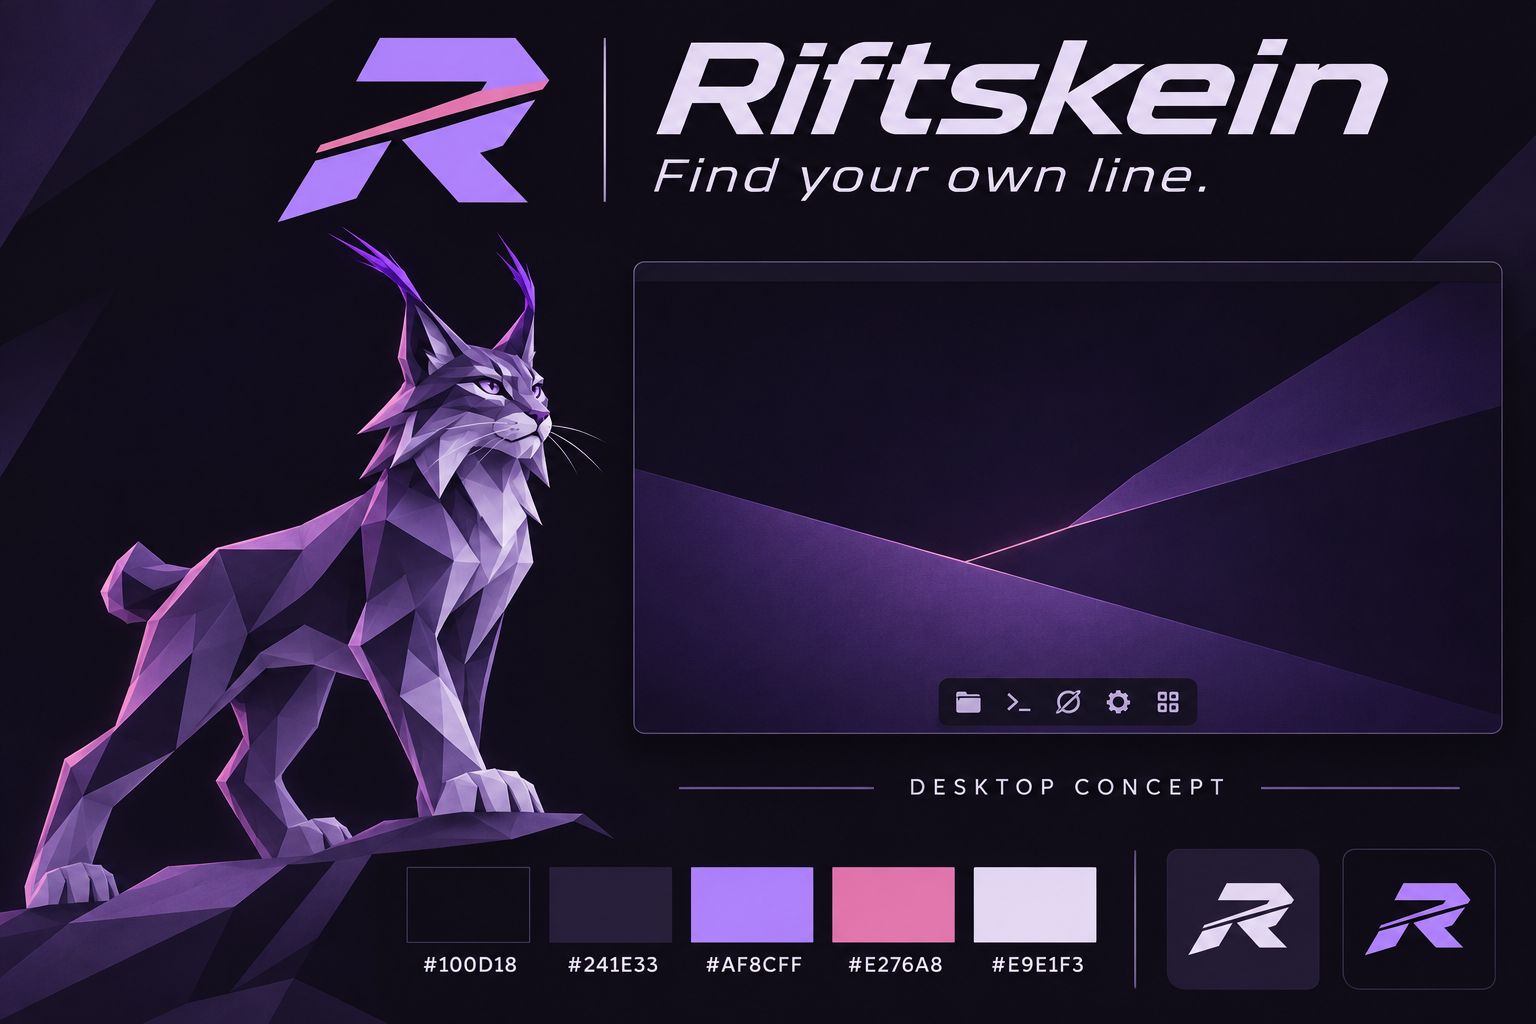 R
Riftskein
Find your own line.
DESKTOP CONCEPT
#100D18
#241E33
#AF8CFF
#E276A8
#E9E1F3
R
R